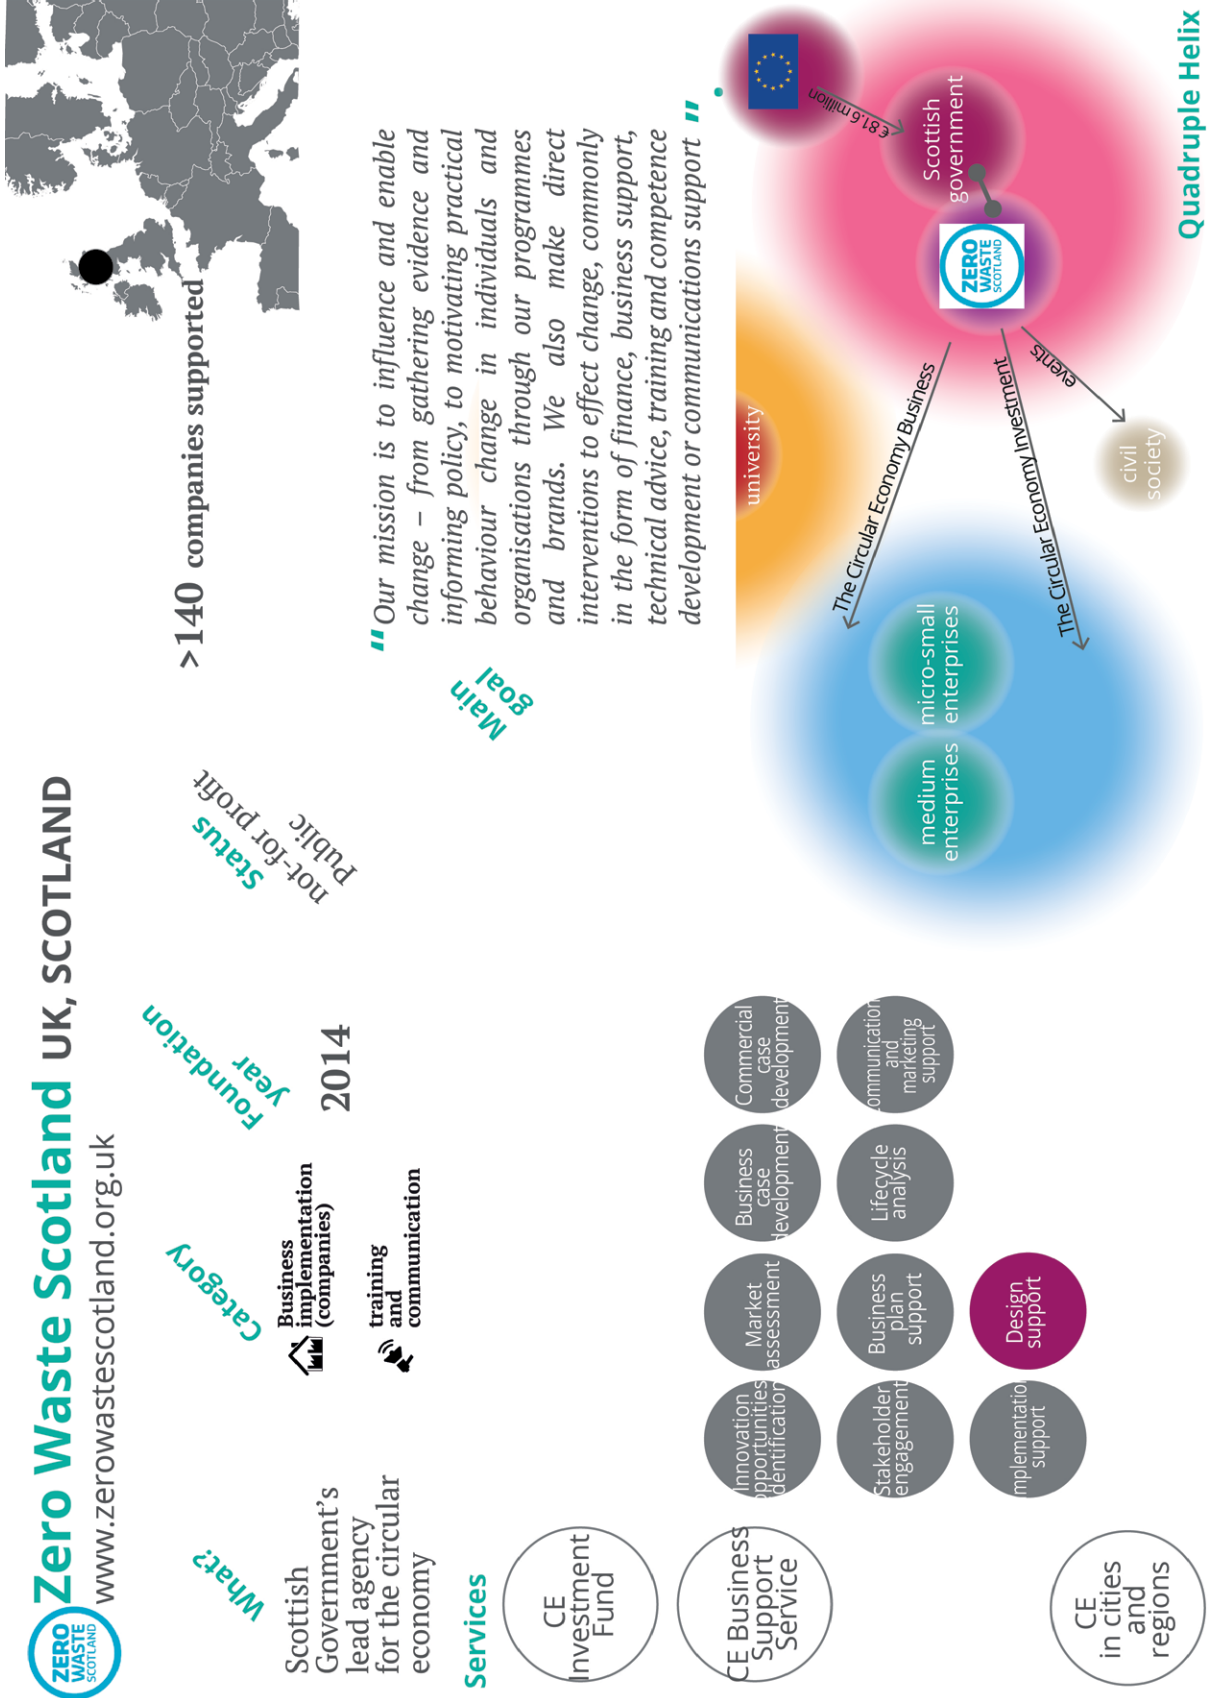 ZERO
WASTE
SCOTLAND
Zero Waste Scotland UK, SCOTLAND
www.zerowastescotland.org.uk
What?
Scottish
Government's
lead agency
for the circular
economy
Category
Business
implementation
(companies)
training
and
communication
Foundation
year
2014
Status
not-for profit
Public
>140 companies supported
Main
goal
"Our mission is to influence and enable
change – from gathering evidence and
informing policy, to motivating practical
behaviour change in individuals and
organisations through our programmes
and brands. We also make direct
interventions to effect change, commonly
in the form of finance, business support,
technical advice, training and competence
development or communications support "
.
Services
CE
Investment
Fund
CE Business
Support
Service
CE
in cities
and
regions
Innovation
opportunities
identification
Market
assessment
Business
case
development
Commercial
case
development
Stakeholder
engagement
Business
plan
support
Lifecycle
analysis
ommunication
and
marketing
support
mplementatio
support
Design
support
university
medium
enterprises
micro-small
enterprises
The Circular Economy Business
The Circular Economy Investment
events
civil
society
ZERO
WASTE
SCOTLAND
Scottish
government
€81.6 million
Quadruple Helix